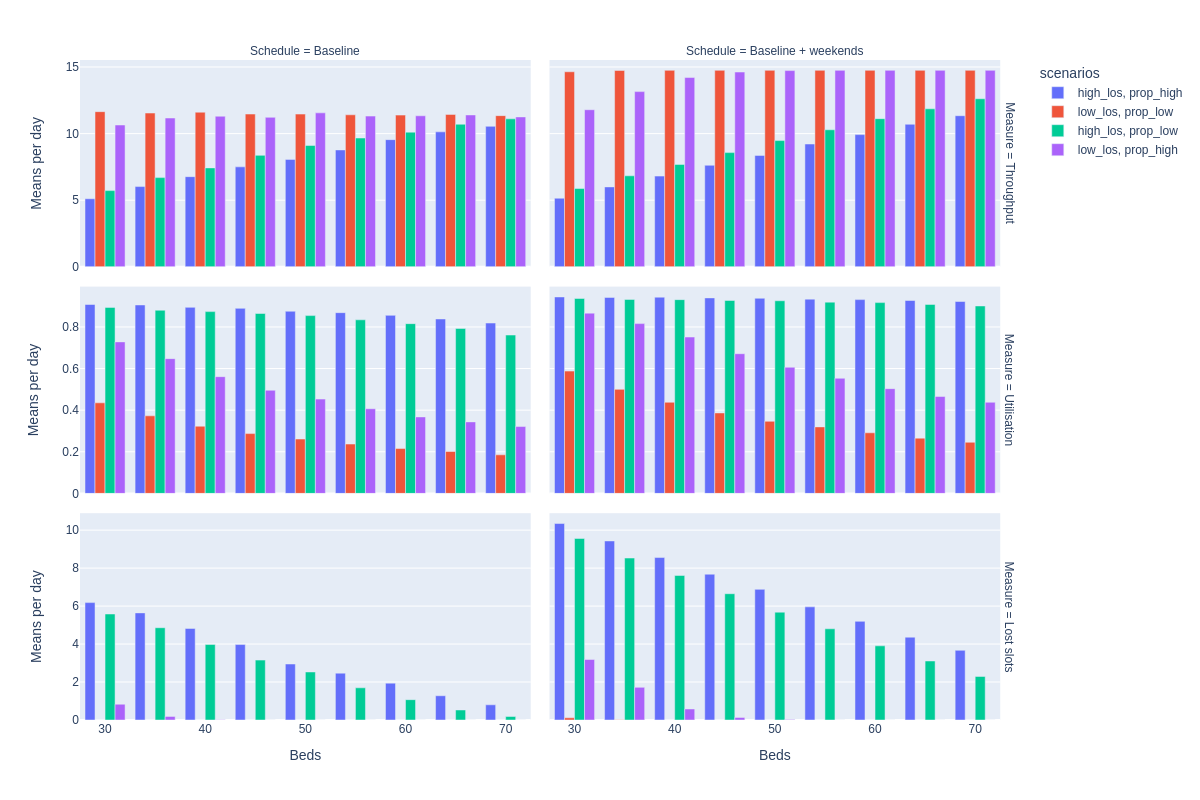 Schedule = Baseline
Schedule = Baseline + weekends
scenarios
high_los, prop_high
low_los, prop_low
high_los, prop_low
low_los, prop_high
Means per day
15
10
5
0
Measure = Throughput
Means per day
0.8
0.6
0.4
0.2
0
Measure = Utilisation
Means per day
10
8
6
4
2
0
Measure = Lost slots
30 40 50 60 70
30 40 50 60 70
Beds
Beds